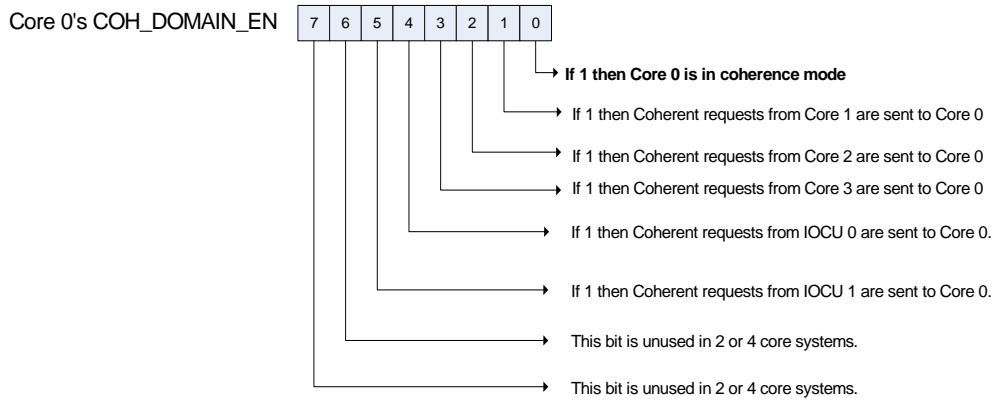 Core 0's COH_DOMAIN_EN 7 6 5 4 3 2 1 0
If 1 then Core 0 is in coherence mode
If 1 then Coherent requests from Core 1 are sent to Core 0
If 1 then Coherent requests from Core 2 are sent to Core 0
If 1 then Coherent requests from Core 3 are sent to Core 0
If 1 then Coherent requests from IOCU 0 are sent to Core 0.
If 1 then Coherent requests from IOCU 1 are sent to Core 0.
This bit is unused in 2 or 4 core systems.
This bit is unused in 2 or 4 core systems.